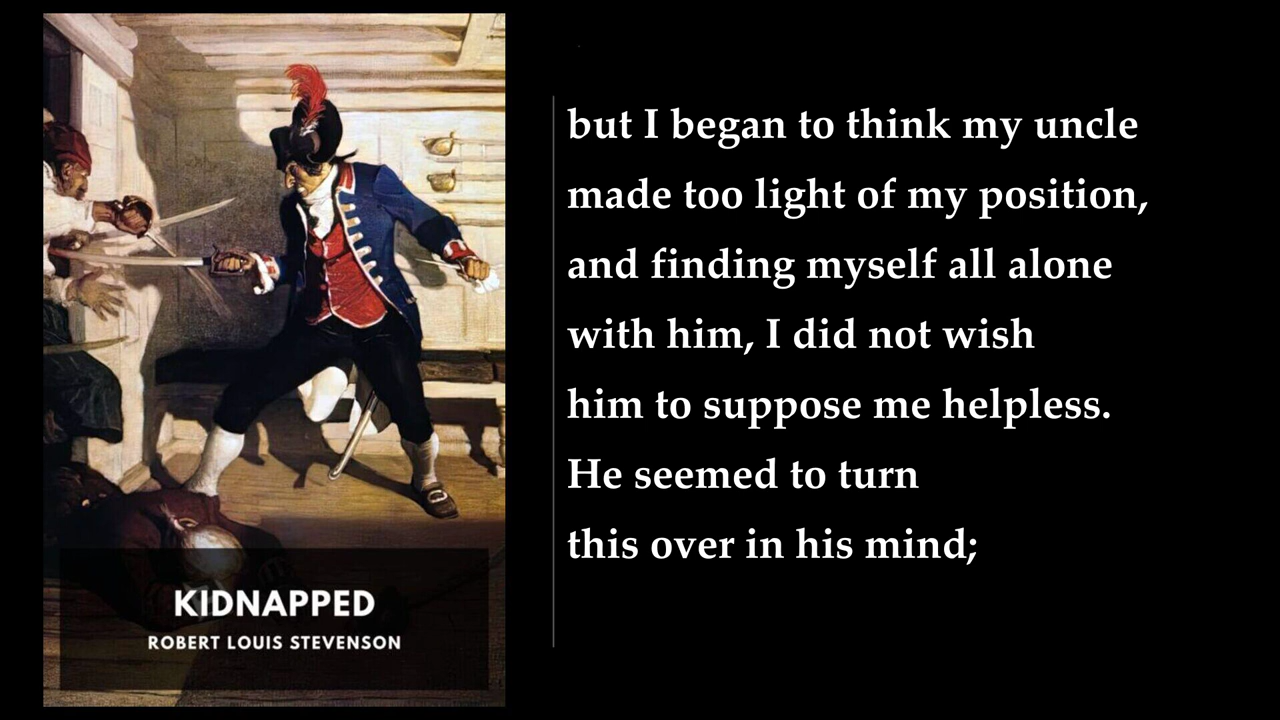 KIDNAPPED
ROBERT LOUIS STEVENSON
but I began to think my uncle
made too light of my position,
and finding myself all alone
with him, I did not wish
him to suppose me helpless.
He seemed to turn
this over in his mind;